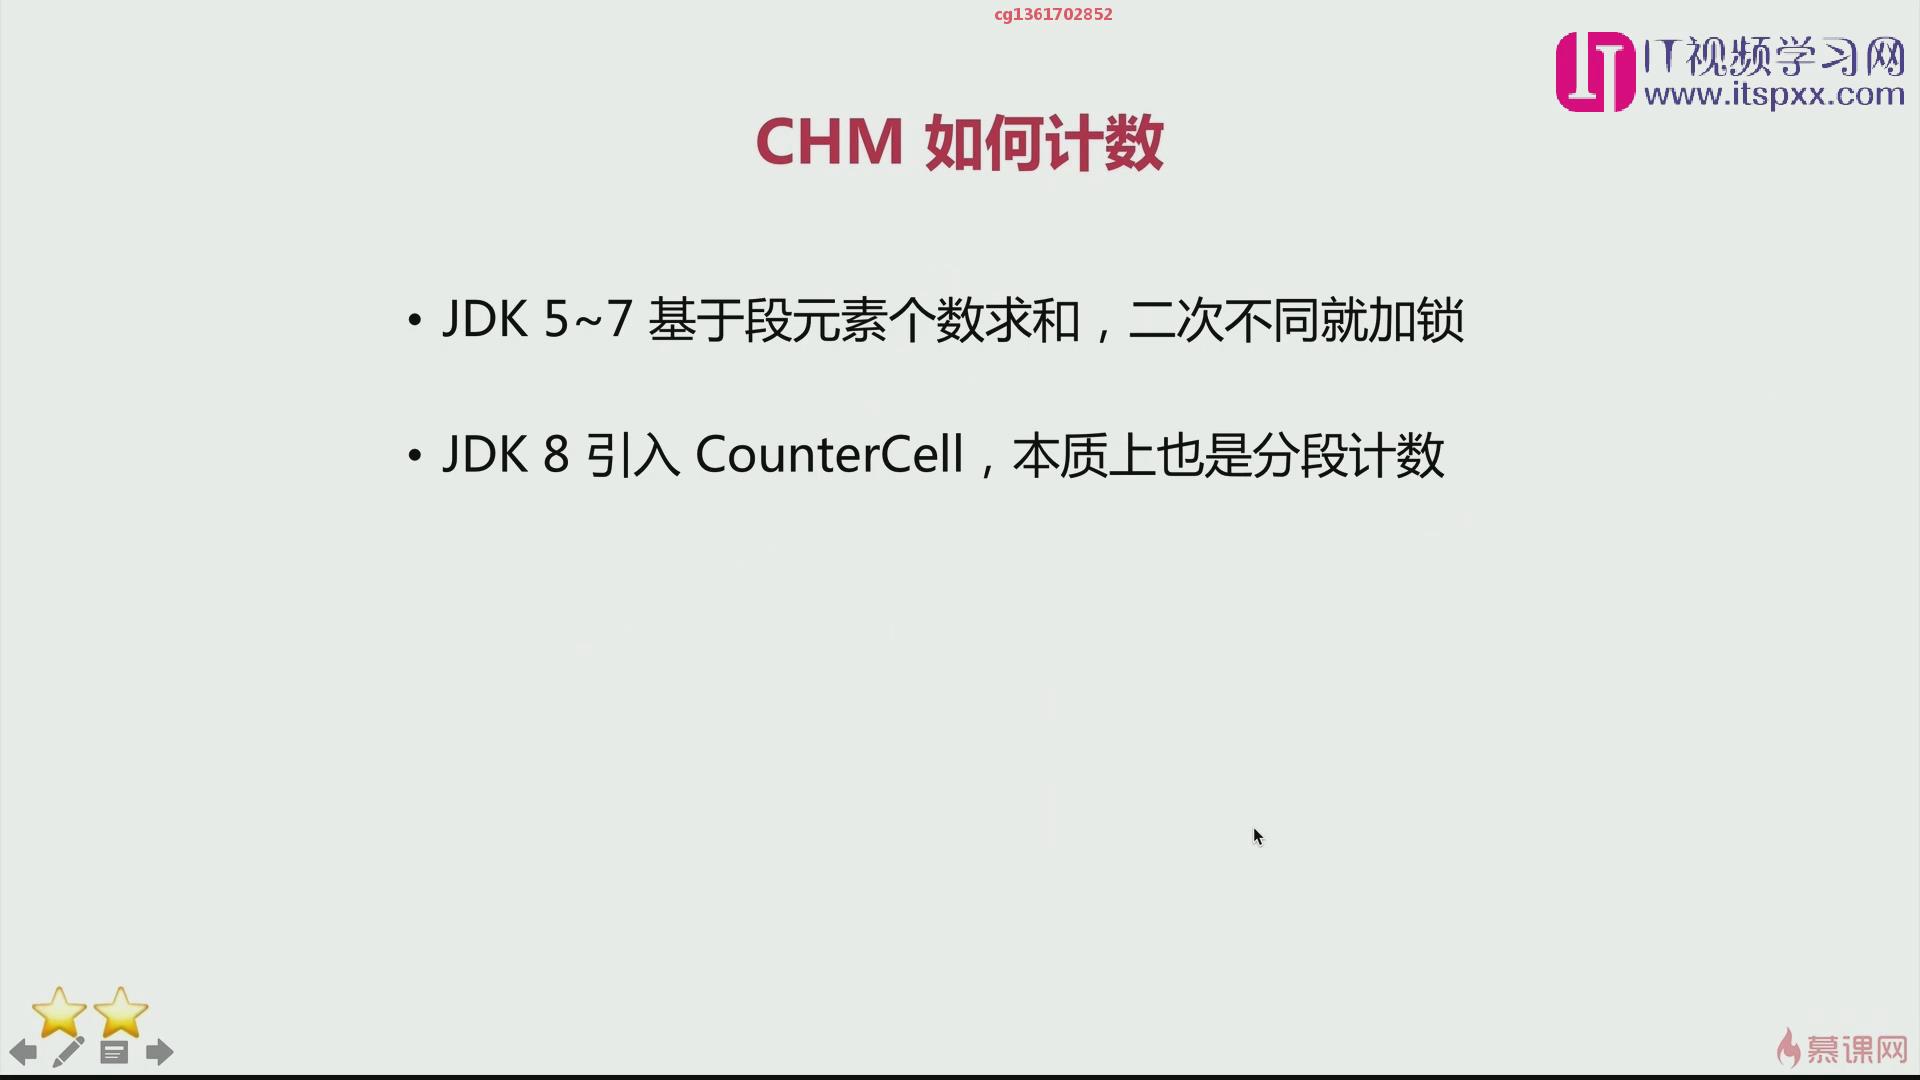 cg1361702852
IT视频学习网
www.itspxx.com
CHM 如何计数
• JDK 5~7 基于段元素个数求和，二次不同就加锁
• JDK 8 引入 CounterCell，本质上也是分段计数
慕课网